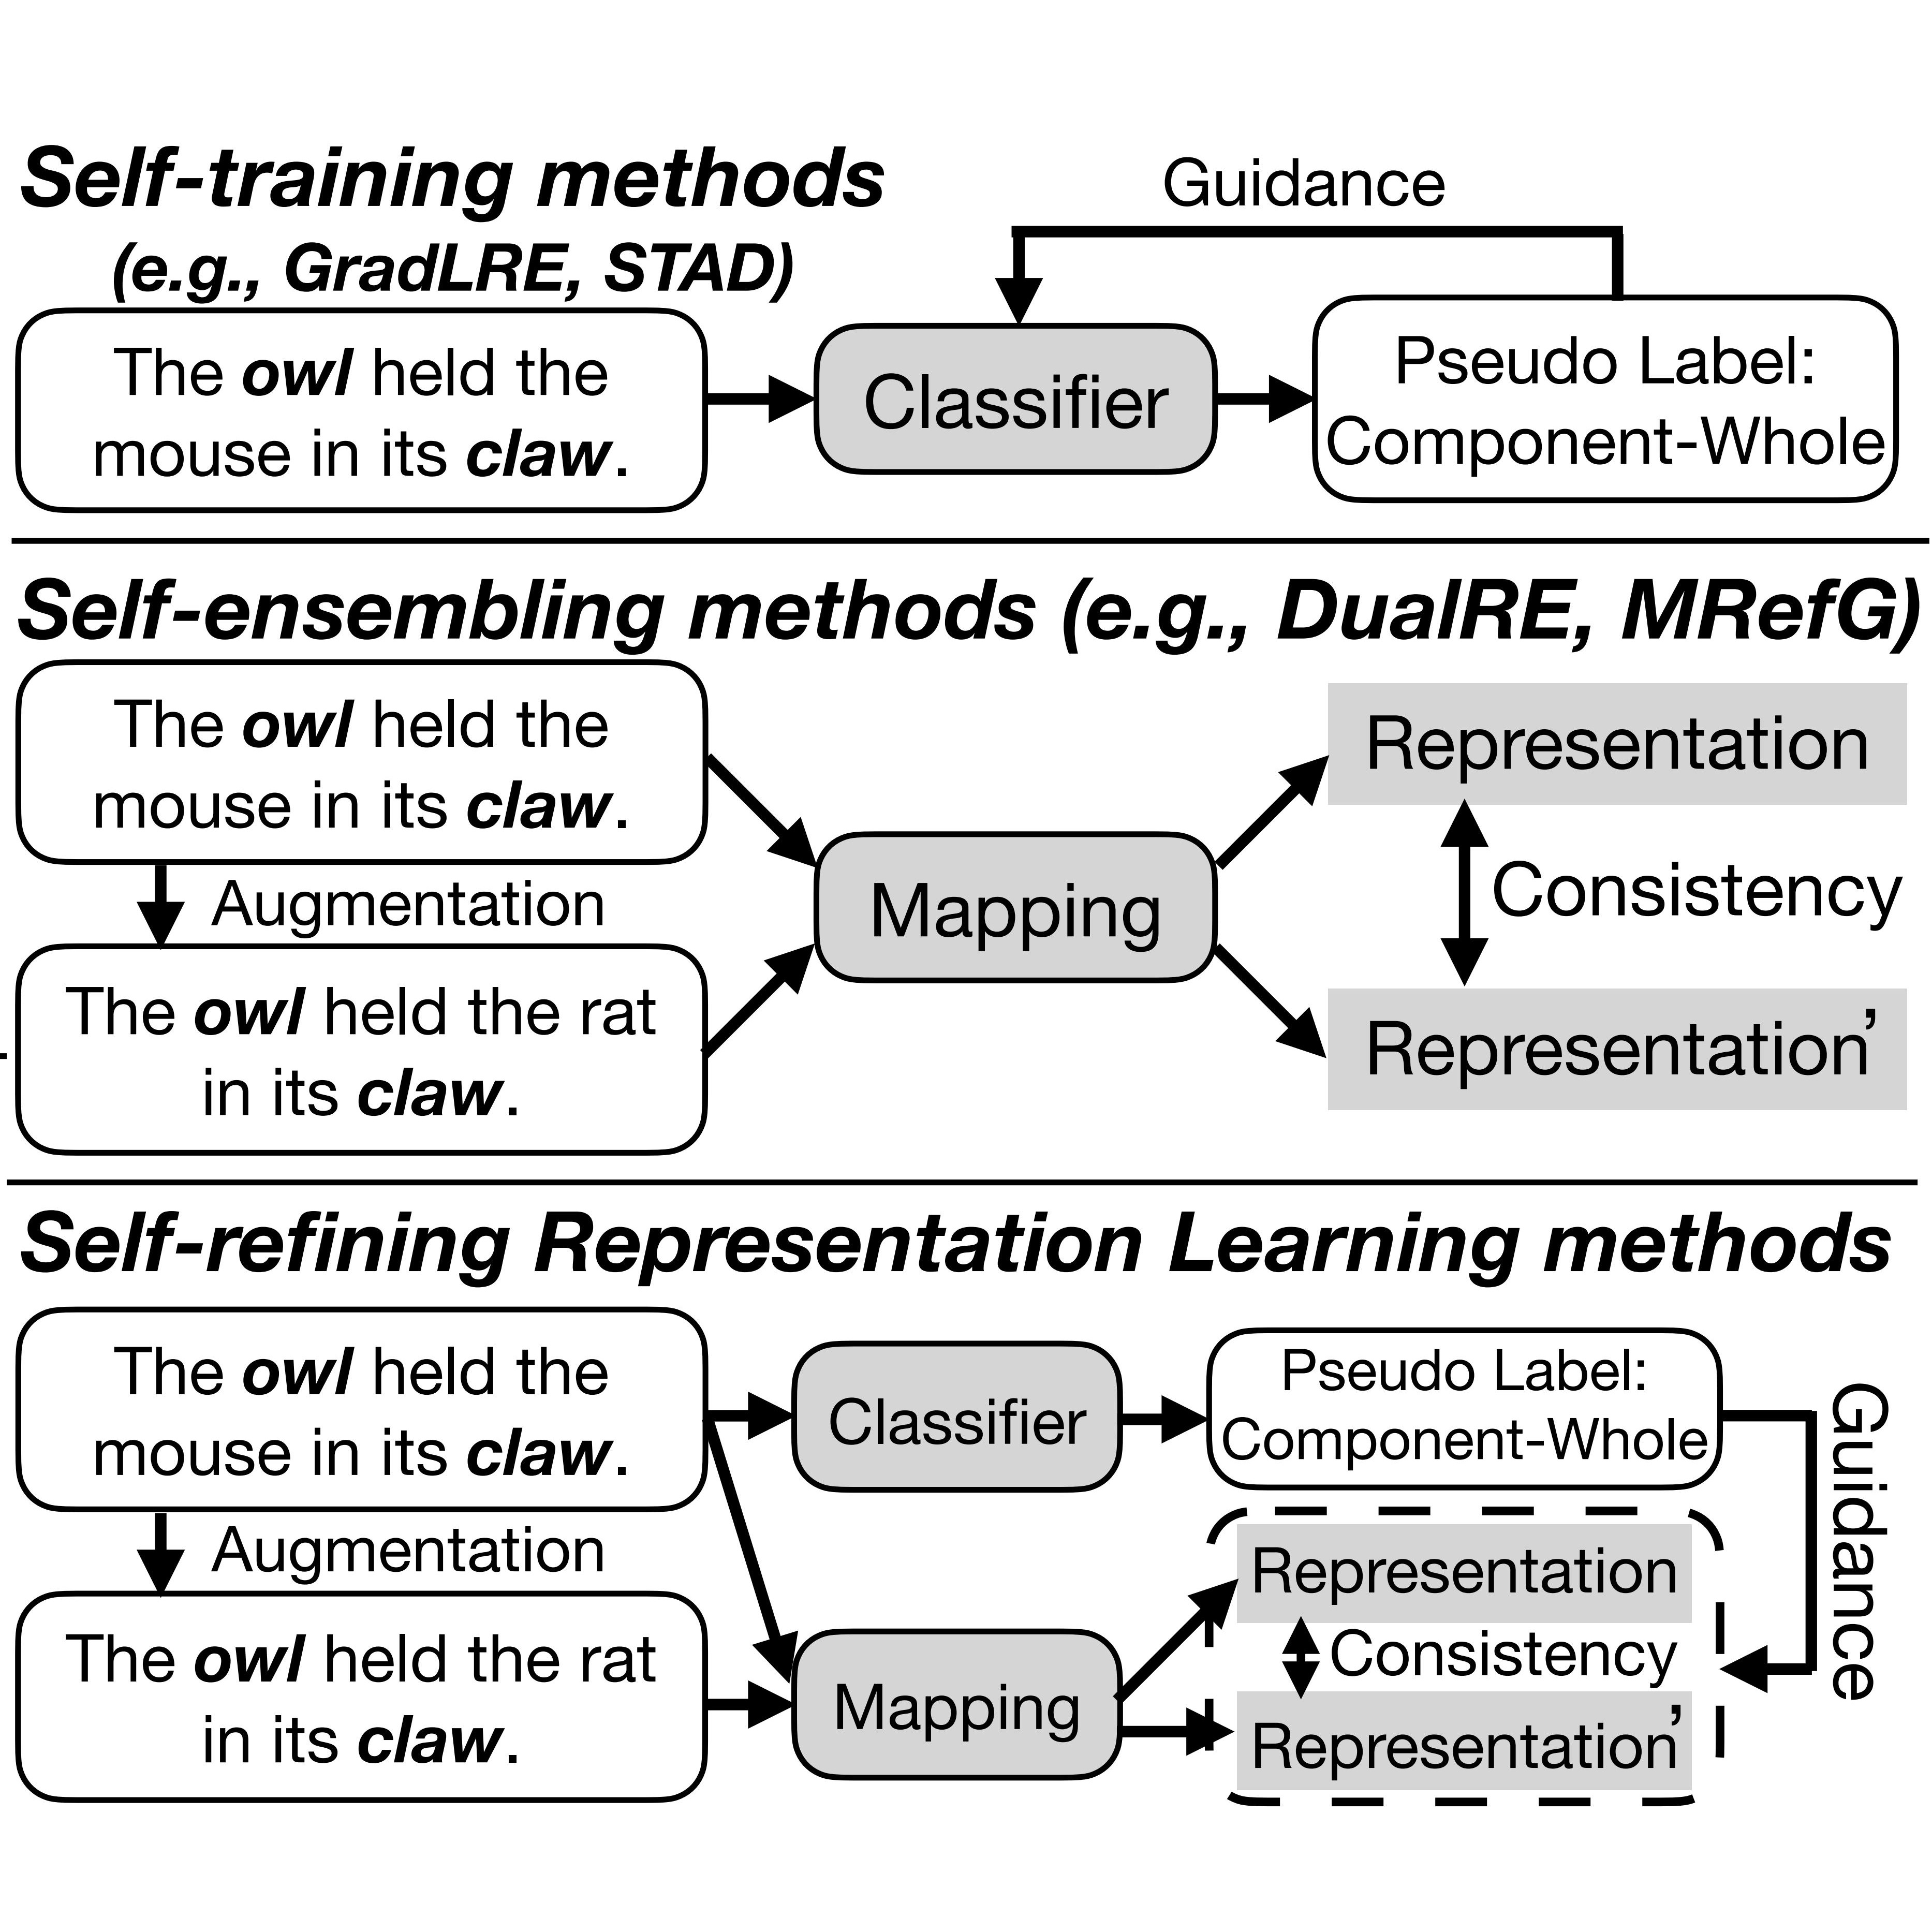 Self-training methods
(e.g., GradLRE, STAD)
Guidance
The owl held the
mouse in its claw.
Classifier
Pseudo Label:
Component-Whole
Self-ensembling methods (e.g., DualRE, MRefG)
The owl held the
mouse in its claw.
Augmentation
The owl held the rat
in its claw.
Mapping
Representation
Consistency
Representation’
Self-refining Representation Learning methods
The owl held the
mouse in its claw.
Augmentation
The owl held the rat
in its claw.
Classifier
Pseudo Label:
Component-Whole
Mapping
Representation
Consistency
Representation’
Guidance